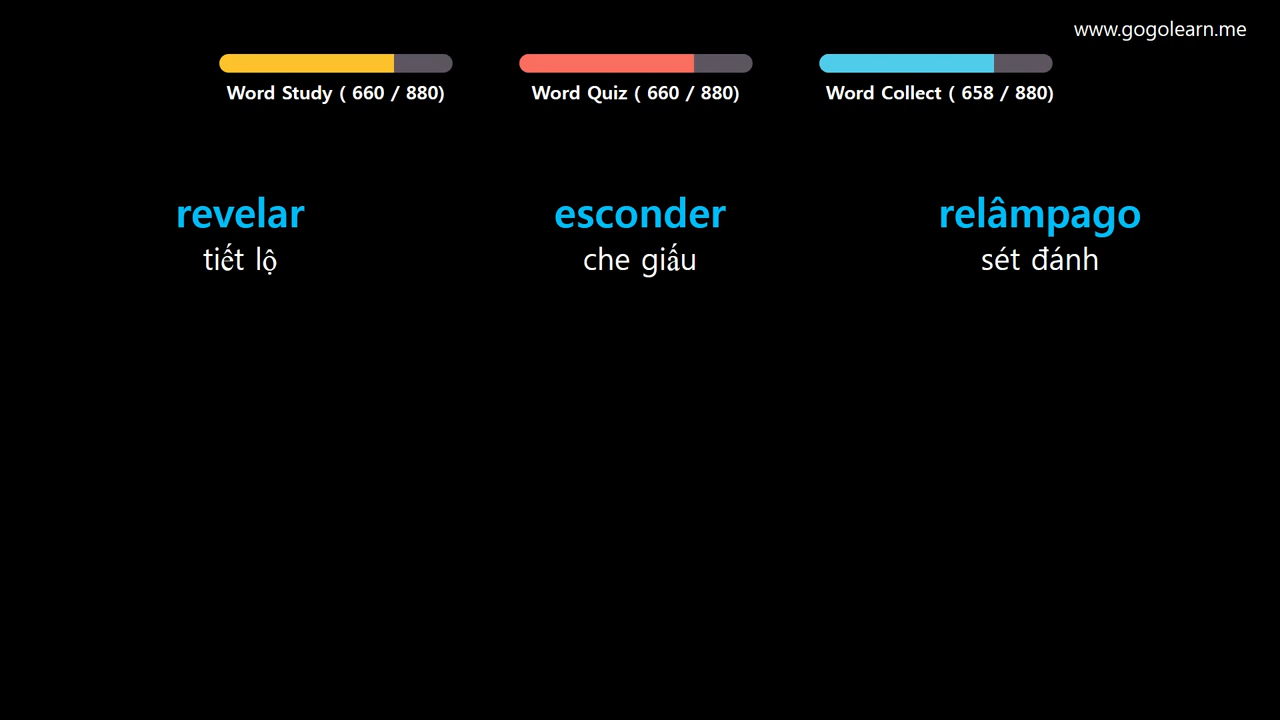 www.gogolearn.me
Word Study ( 660 / 880)
Word Quiz ( 660 / 880)
Word Collect ( 658 / 880)
revelar
tiết lộ
esconder
che giấu
relâmpago
sét đánh